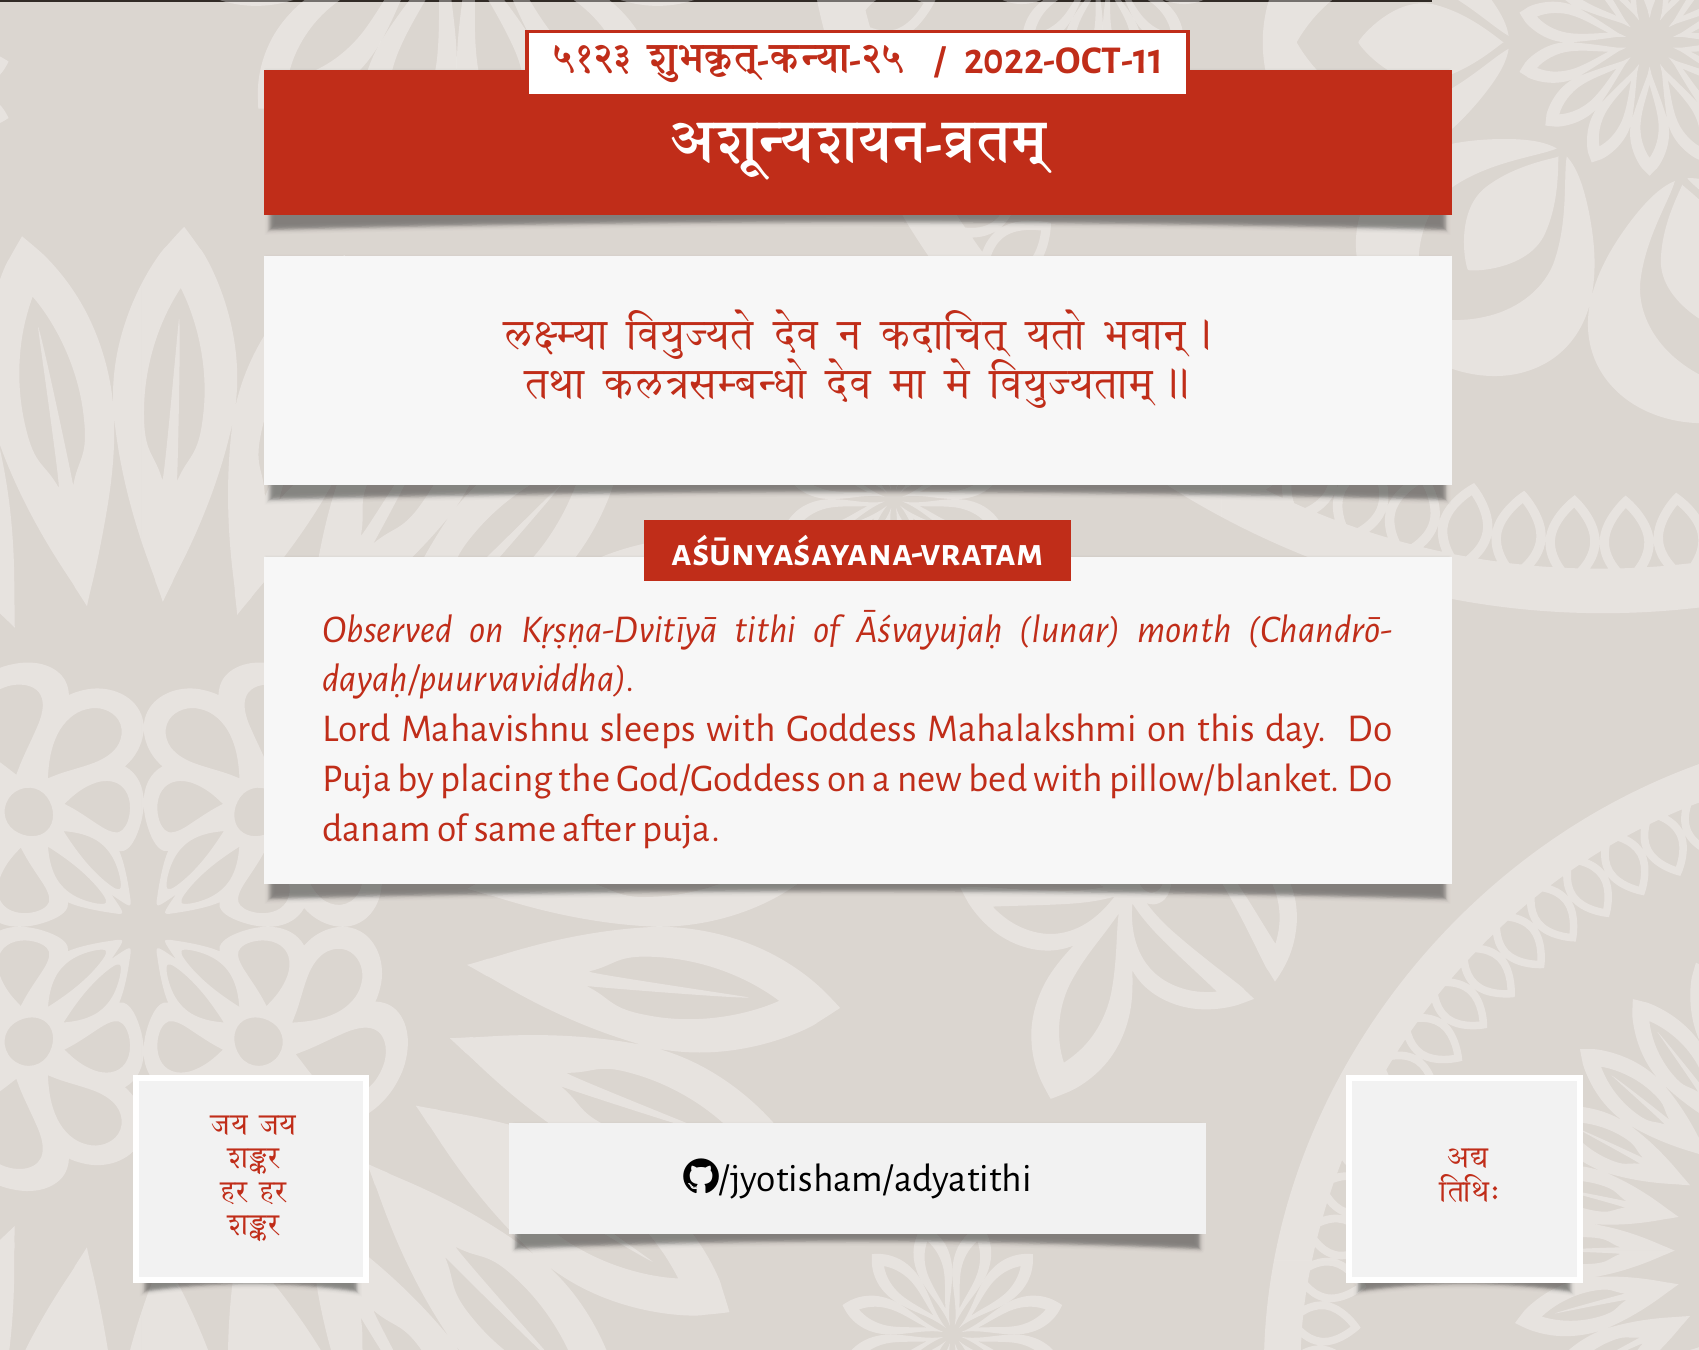 ५१२३ शुभकृत्-कन्या-२५ / 2022-OCT-11
अशून्यशयन-व्रतम्
लक्ष्म्या वियुज्यते देव न कदाचित् यतो भवान् ।
तथा कलत्रसम्बन्धो देव मा मे वियुज्यताम् ॥
AŚŪNYAŚAYANA-VRATAM
Observed on Kṛṣṇa-Dvitīyā tithi of Āśvayujaḥ (lunar) month (Chandrō-
dayaḥ/puurvaviddha).
Lord Mahavishnu sleeps with Goddess Mahalakshmi on this day. Do
Puja by placing the God/Goddess on a new bed with pillow/blanket. Do
danam of same after puja.
जय जय
शङ्कर
हर हर
शङ्कर
/jyotisham/adyatithi
अद्य
तिथिः